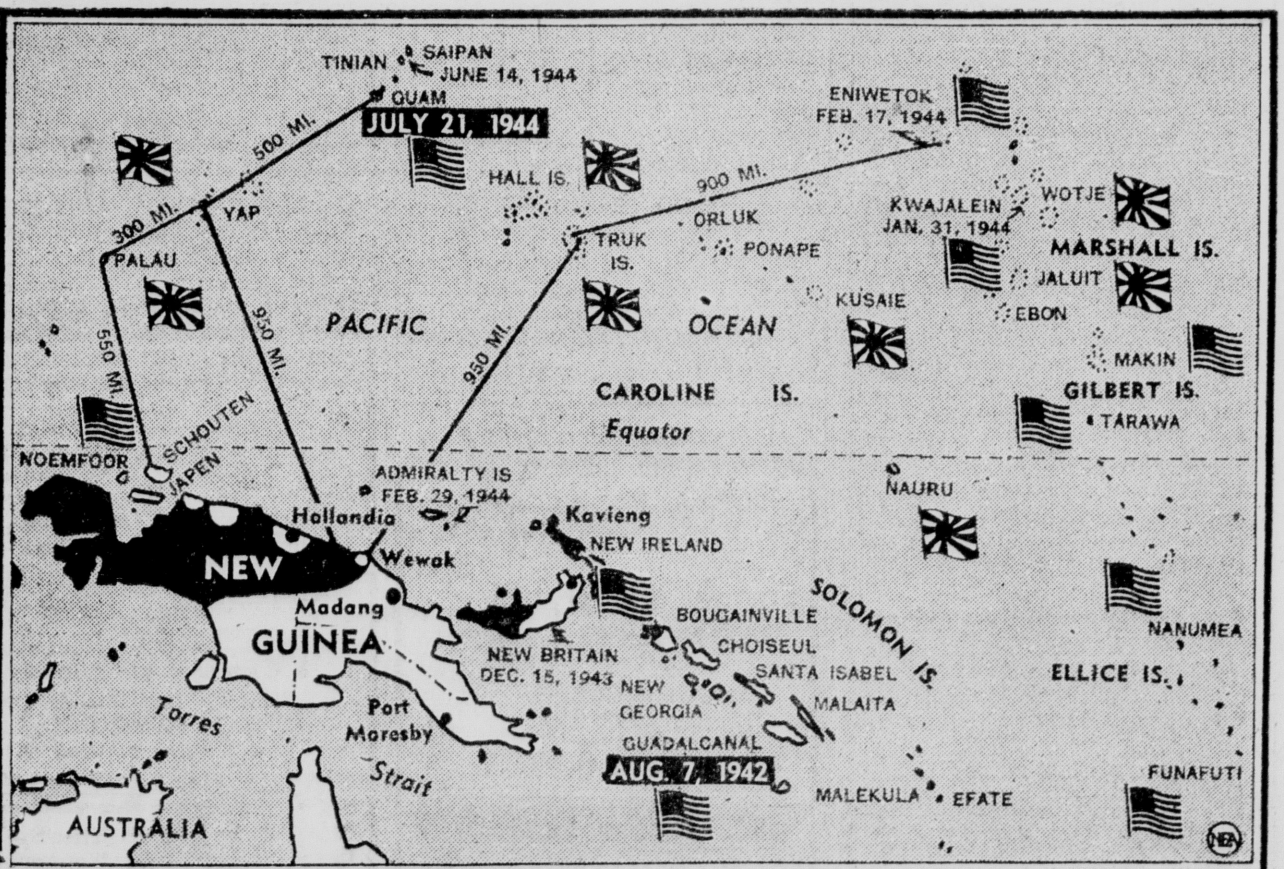 TINIAN
SAIPAN
JUNE 14, 1944
GUAM
JULY 21, 1944
ENIWETOK
FEB. 17, 1944
500 MI.
HALL IS.
900 MI.
YAP
300 MI.
PALAU
ORLUK
KWAJALEIN
JAN. 31, 1944
WOTJE
TRUK
IS.
PONAPE
MARSHALL IS.
JALUIT
KUSAIE
EBON
PACIFIC
OCEAN
950 MI.
950 MI.
550 MI.
MAKIN
CAROLINE IS.
GILBERT IS.
TARAWA
Equator
SCHOUTEN
NOEMFOOR
JAPEN
ADMIRALTY IS
FEB. 29, 1944
NAURU
Hollandia
Kavieng
NEW IRELAND
Wewak
NEW
Madang
GUINEA
SOLOMON IS.
BOUGAINVILLE
CHOISEUL
NANUMEA
NEW BRITAIN
DEC. 15, 1943
SANTA ISABEL
ELLICE IS.
NEW
GEORGIA
MALAITA
Torres
Strait
Port
Moresby
GUADALCANAL
AUG. 7, 1942
FUNAFUTI
MALEKULA
EFATE
AUSTRALIA
NEA